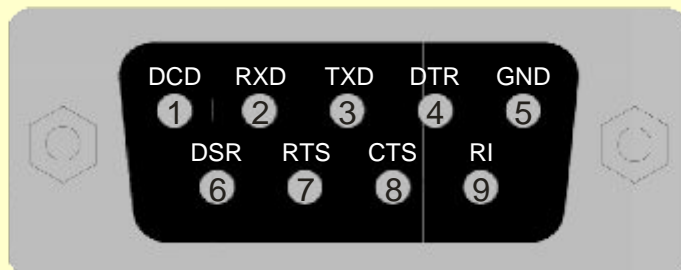 DCD RXD TXD DTR GND
1 2 3 4 5
DSR RTS CTS RI
6 7 8 9